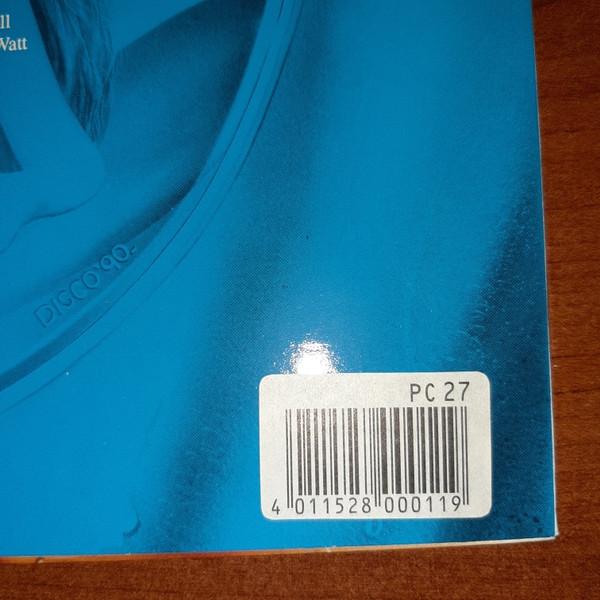 ll
Watt
DISCO '90-
PC 27
4 011528 000119